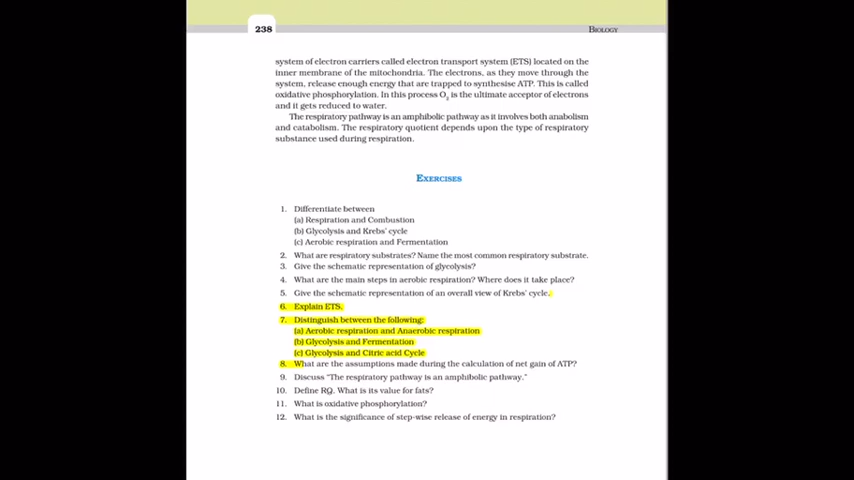 238
BIOLOGY
system of electron carriers called electron transport system (ETS) located on the
inner membrane of the mitochondria. The electrons, as they move through the
system, release enough energy that are trapped to synthesise ATP. This is called
oxidative phosphorylation. In this process O₂ is the ultimate acceptor of electrons
and it gets reduced to water.
The respiratory pathway is an amphibolic pathway as it involves both anabolism
and catabolism. The respiratory quotient depends upon the type of respiratory
substance used during respiration.
EXERCISES
1. Differentiate between
(a) Respiration and Combustion
(b) Glycolysis and Krebs' cycle
(c) Aerobic respiration and Fermentation
2. What are respiratory substrates? Name the most common respiratory substrate.
3. Give the schematic representation of glycolysis?
4. What are the main steps in aerobic respiration? Where does it take place?
5. Give the schematic representation of an overall view of Krebs' cycle.
6. Explain ETS.
7. Distinguish between the following:
(a) Aerobic respiration and Anaerobic respiration
(b) Glycolysis and Fermentation
(c) Glycolysis and Citric acid Cycle
8. What are the assumptions made during the calculation of net gain of ATP?
9. Discuss "The respiratory pathway is an amphibolic pathway."
10. Define RQ. What is its value for fats?
11. What is oxidative phosphorylation?
12. What is the significance of step-wise release of energy in respiration?